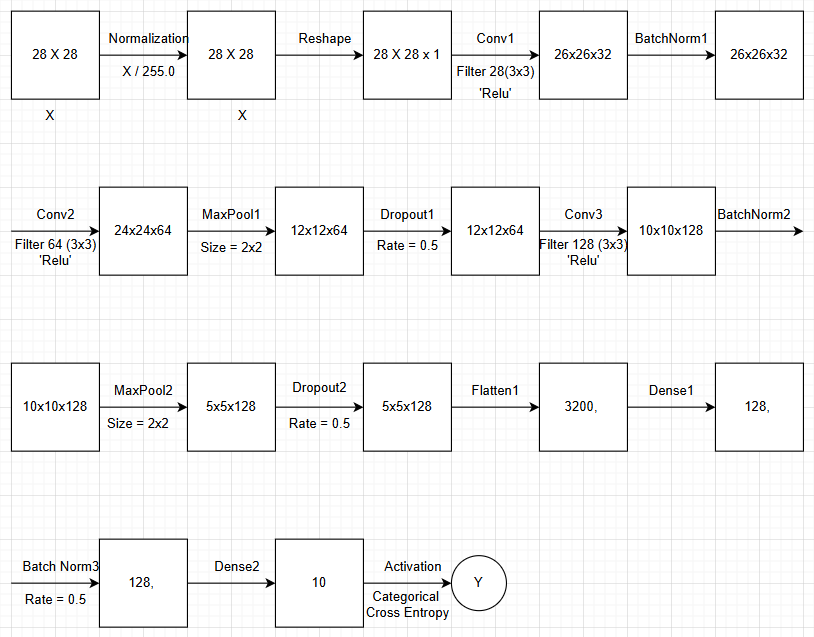 28 X 28
Normalization
X / 255.0
28 X 28
Reshape
28 X 28 x 1
Conv1
Filter 28(3x3)
'Relu'
26x26x32
BatchNorm1
26x26x32
X
X
Conv2
Filter 64 (3x3)
'Relu'
24x24x64
MaxPool1
Size = 2x2
12x12x64
Dropout1
Rate = 0.5
12x12x64
Conv3
Filter 128 (3x3)
'Relu'
10x10x128
BatchNorm2
10x10x128
MaxPool2
Size = 2x2
5x5x128
Dropout2
Rate = 0.5
5x5x128
Flatten1
3200,
Dense1
128,
Batch Norm3
Rate = 0.5
128,
Dense2
10
Activation
Categorical
Cross Entropy
Y